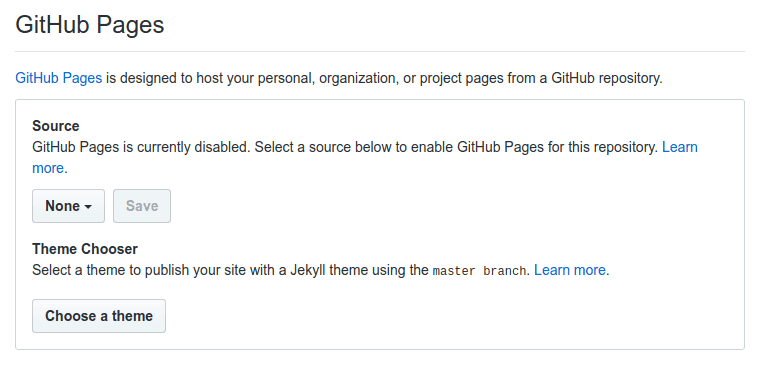 GitHub Pages
GitHub Pages is designed to host your personal, organization, or project pages from a GitHub repository.
Source
GitHub Pages is currently disabled. Select a source below to enable GitHub Pages for this repository. Learn
more.
None Save
Theme Chooser
Select a theme to publish your site with a Jekyll theme using the master branch. Learn more.
Choose a theme